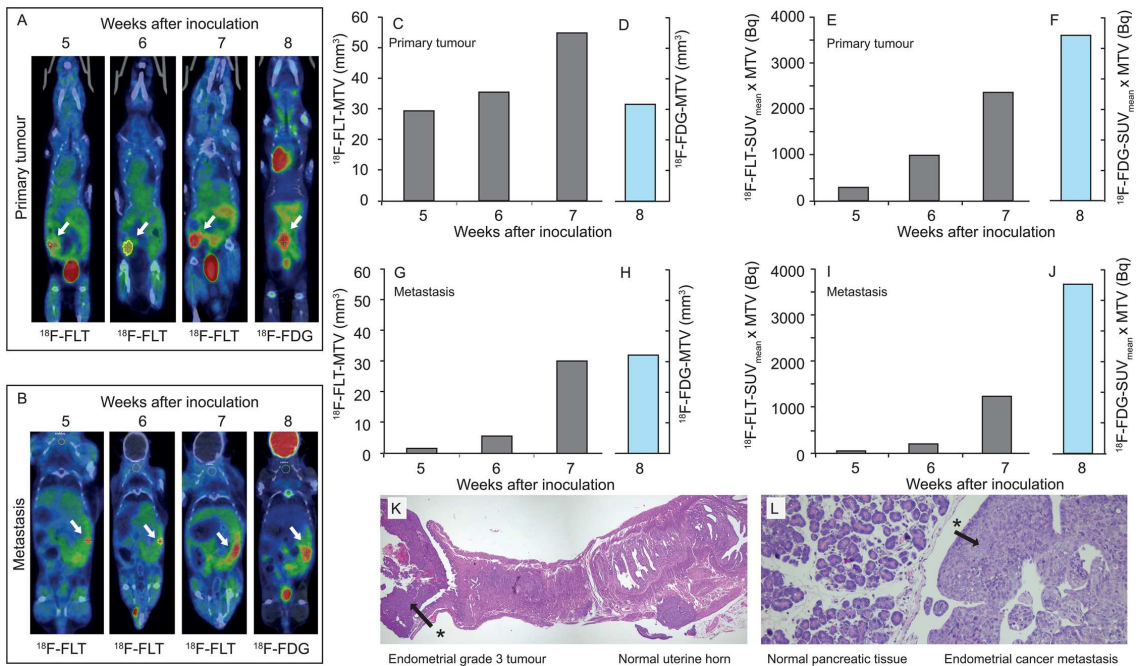 A
Weeks after inoculation
5 6 7 8
Primary tumour
¹⁸F-FLT ¹⁸F-FLT ¹⁸F-FLT ¹⁸F-FDG
B
Weeks after inoculation
5 6 7 8
Metastasis
¹⁸F-FLT ¹⁸F-FLT ¹⁸F-FLT ¹⁸F-FDG
C
Primary tumour
¹⁸F-FLT-MTV (mm³)
60
50
40
30
20
10
0
5 6 7
D
¹⁸F-FDG-MTV (mm³)
8
Weeks after inoculation
E
Primary tumour
¹⁸F-FLT-SUVmean x MTV (Bq)
4000
3500
4000
2000
1000
500
0
5 6 7
F
¹⁸F-FDG-SUVmean x MTV (Bq)
8
Weeks after inoculation
G
Metastasis
¹⁸F-FLT-MTV (mm³)
60
50
40
30
20
10
0
5 6 7
H
¹⁸F-FDG-MTV (mm³)
8
Weeks after inoculation
I
Metastasis
¹⁸F-FLT-SUVmean x MTV (Bq)
4000
3500
4000
2000
1000
500
0
5 6 7
J
¹⁸F-FDG-SUVmean x MTV (Bq)
8
Weeks after inoculation
K
*
Endometrial grade 3 tumour Normal uterine horn
L
*
Normal pancreatic tissue Endometrial cancer metastasis